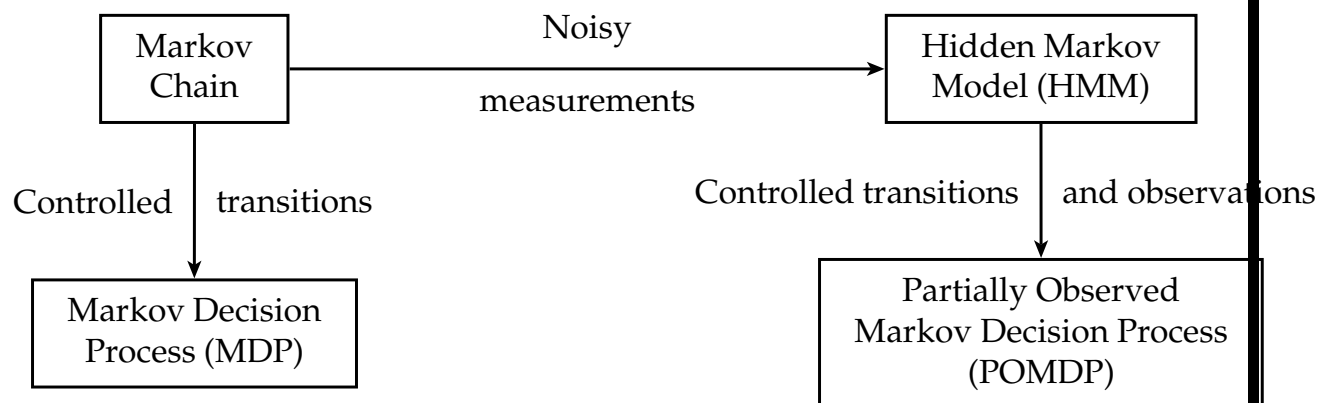 Markov
Chain
Noisy
measurements
Hidden Markov
Model (HMM)
Controlled transitions
Controlled transitions and observations
Markov Decision
Process (MDP)
Partially Observed
Markov Decision Process
(POMDP)